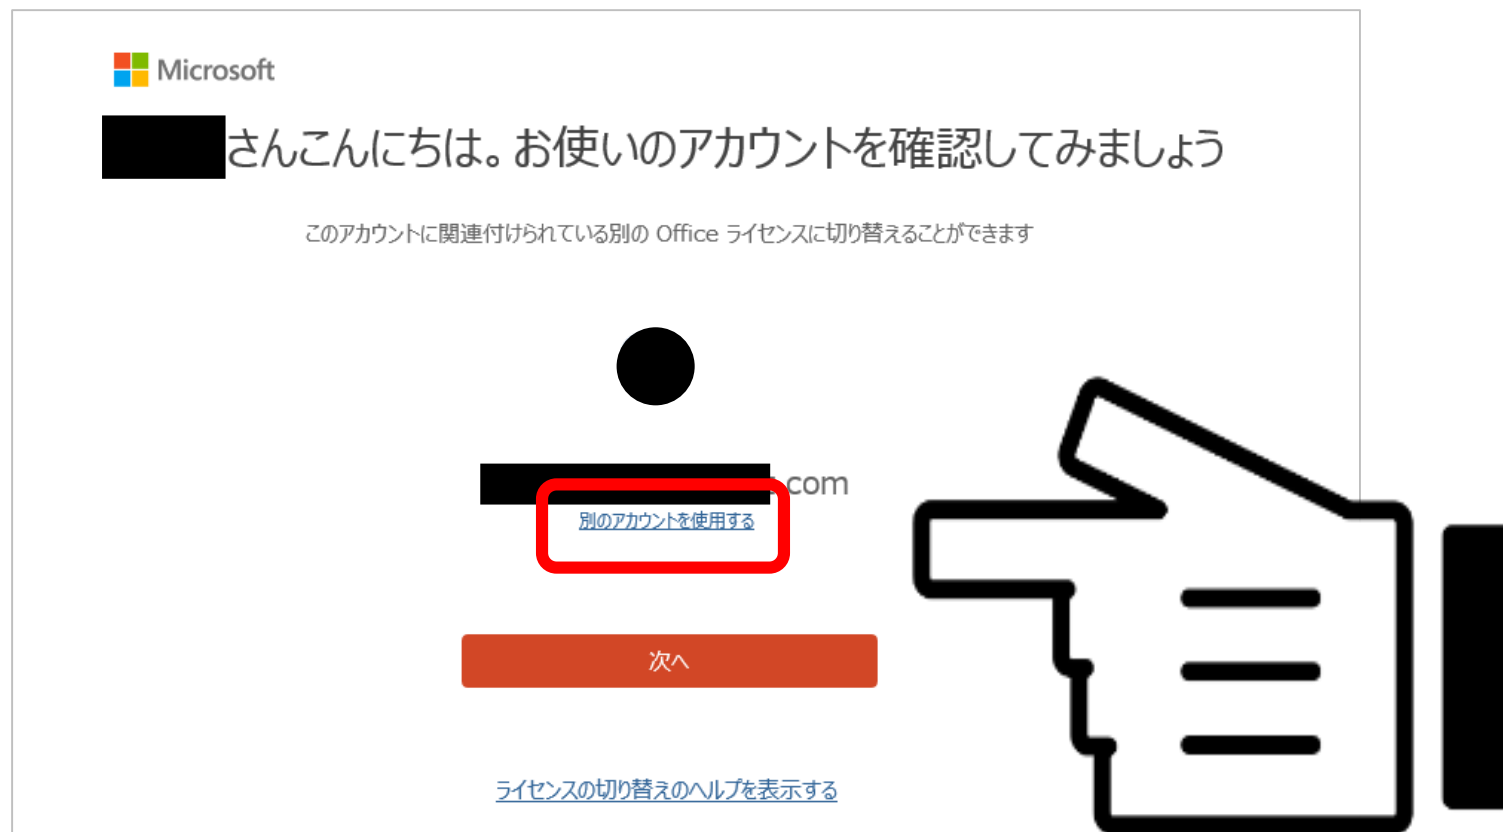 Microsoft
さんこんにちは。お使いのアカウントを確認してみましょう
このアカウントに関連付けられている別の Office ライセンスに切り替えることができます
.com
別のアカウントを使用する
次へ
ライセンスの切り替えのヘルプを表示する